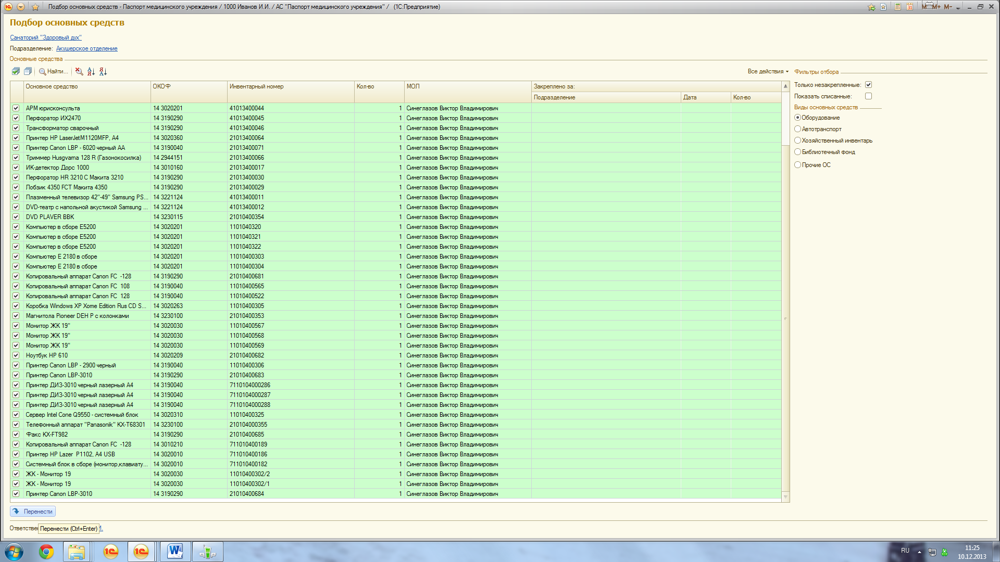 Подбор основных средств - Паспорт медицинского учреждения / 1000 Иванов И.И. / АС "Паспорт медицинского учреждения" / (1С:Предприятие)
M M+ M-
Подбор основных средств
Санаторий "Здоровый дух"
Подразделение: Акушерское отделение
Основные средства
Найти... Все действия
Основное средство ОКОФ Инвентарный номер Кол-во МОЛ Закреплено за:
Подразделение Дата Кол-во
АРМ юрисконсульта 14 3020201 41013400044 1 Синеглазов Виктор Владимирович
Перфоратор ИХ2470 14 3190290 41013400045 1 Синеглазов Виктор Владимирович
Трансформатор сварочный 14 3190290 41013400046 1 Синеглазов Виктор Владимирович
Принтер HP LaserJetM1120MFP, A4 14 3020360 21013400064 1 Синеглазов Виктор Владимирович
Принтер Canon LBP - 6020 черный АА 14 3190040 21013400071 1 Синеглазов Виктор Владимирович
Триммер Husgvarna 128 R (Газонокосилка) 14 2944151 21013400066 1 Синеглазов Виктор Владимирович
ИК-детектор Дорс 1000 14 3010160 21013400017 1 Синеглазов Виктор Владимирович
Перфоратор HR 3210 C Макита 3210 14 3190290 21013400030 1 Синеглазов Виктор Владимирович
Лобзик 4350 FCT Макита 4350 14 3190290 21013400029 1 Синеглазов Виктор Владимирович
Плазменный телевизор 42"-49" Samsung PS... 14 3221124 41013400011 1 Синеглазов Виктор Владимирович
DVD-театр с напольной акустикой Samsung ... 14 3221124 41013400012 1 Синеглазов Виктор Владимирович
DVD PLAVER BBK 14 3230115 21010400354 1 Синеглазов Виктор Владимирович
Компьютер в сборе E5200 14 3020201 1101040320 1 Синеглазов Виктор Владимирович
Компьютер в сборе E5200 14 3020201 1101040321 1 Синеглазов Виктор Владимирович
Компьютер в сборе E5200 14 3020201 1101040322 1 Синеглазов Виктор Владимирович
Компьютер E 2180 в сборе 14 3020201 11010400303 1 Синеглазов Виктор Владимирович
Компьютер E 2180 в сборе 14 3020201 11010400304 1 Синеглазов Виктор Владимирович
Копировальный аппарат Canon FC -128 14 3190290 21010400681 1 Синеглазов Виктор Владимирович
Копировальный аппарат Canon FC 108 14 3190040 11010400565 1 Синеглазов Виктор Владимирович
Копировальный аппарат Canon FC 128 14 3190040 11010400522 1 Синеглазов Виктор Владимирович
Коробка Windows XP Xome Edition Rus CD S... 14 3020263 11010400305 1 Синеглазов Виктор Владимирович
Магнитола Pioneer DEH P с колонками 14 3230100 21010400353 1 Синеглазов Виктор Владимирович
Монитор ЖК 19" 14 3020030 11010400567 1 Синеглазов Виктор Владимирович
Монитор ЖК 19" 14 3020030 11010400568 1 Синеглазов Виктор Владимирович
Монитор ЖК 19" 14 3020030 11010400569 1 Синеглазов Виктор Владимирович
Ноутбук HP 610 14 3020209 21010400682 1 Синеглазов Виктор Владимирович
Принтер Canon LBP - 2900 черный 14 3190040 11010400306 1 Синеглазов Виктор Владимирович
Принтер Canon LBP-3010 14 3190290 21010400683 1 Синеглазов Виктор Владимирович
Принтер ДИЗ-3010 черный лазерный А4 14 3190040 7110104000286 1 Синеглазов Виктор Владимирович
Принтер ДИЗ-3010 черный лазерный А4 14 3190040 7110104000287 1 Синеглазов Виктор Владимирович
Принтер ДИЗ-3010 черный лазерный А4 14 3190040 7110104000288 1 Синеглазов Виктор Владимирович
Сервер Intel Cone Q9550 - системный блок 14 3020310 11010400325 1 Синеглазов Виктор Владимирович
Телефонный аппарат "Panasonik" KX-T68301 14 3230100 210104000355 1 Синеглазов Виктор Владимирович
Факс KX-FT982 14 3190290 21010400685 1 Синеглазов Виктор Владимирович
Копировальный аппарат Canon FC -128 14 3010210 711010400189 1 Синеглазов Виктор Владимирович
Принтер HP Lazer P1102, A4 USB 14 3020010 711010400186 1 Синеглазов Виктор Владимирович
Системный блок в сборе (монитор,клавиату... 14 3020010 711010400182 1 Синеглазов Виктор Владимирович
ЖК - Монитор 19 14 3020030 11010400302/2 1 Синеглазов Виктор Владимирович
ЖК - Монитор 19 14 3020030 11010400302/1 1 Синеглазов Виктор Владимирович
Принтер Canon LBP-3010 14 3190290 21010400684 1 Синеглазов Виктор Владимирович
Фильтры отбора
Только незакрепленные:
Показать списанные:
Виды основных средств
Оборудование
Автотранспорт
Хозяйственный инвентарь
Библиотечный фонд
Прочие ОС
Перенести
Ответствен
Перенести (Ctrl+Enter)
RU
11:25
10.12.2013